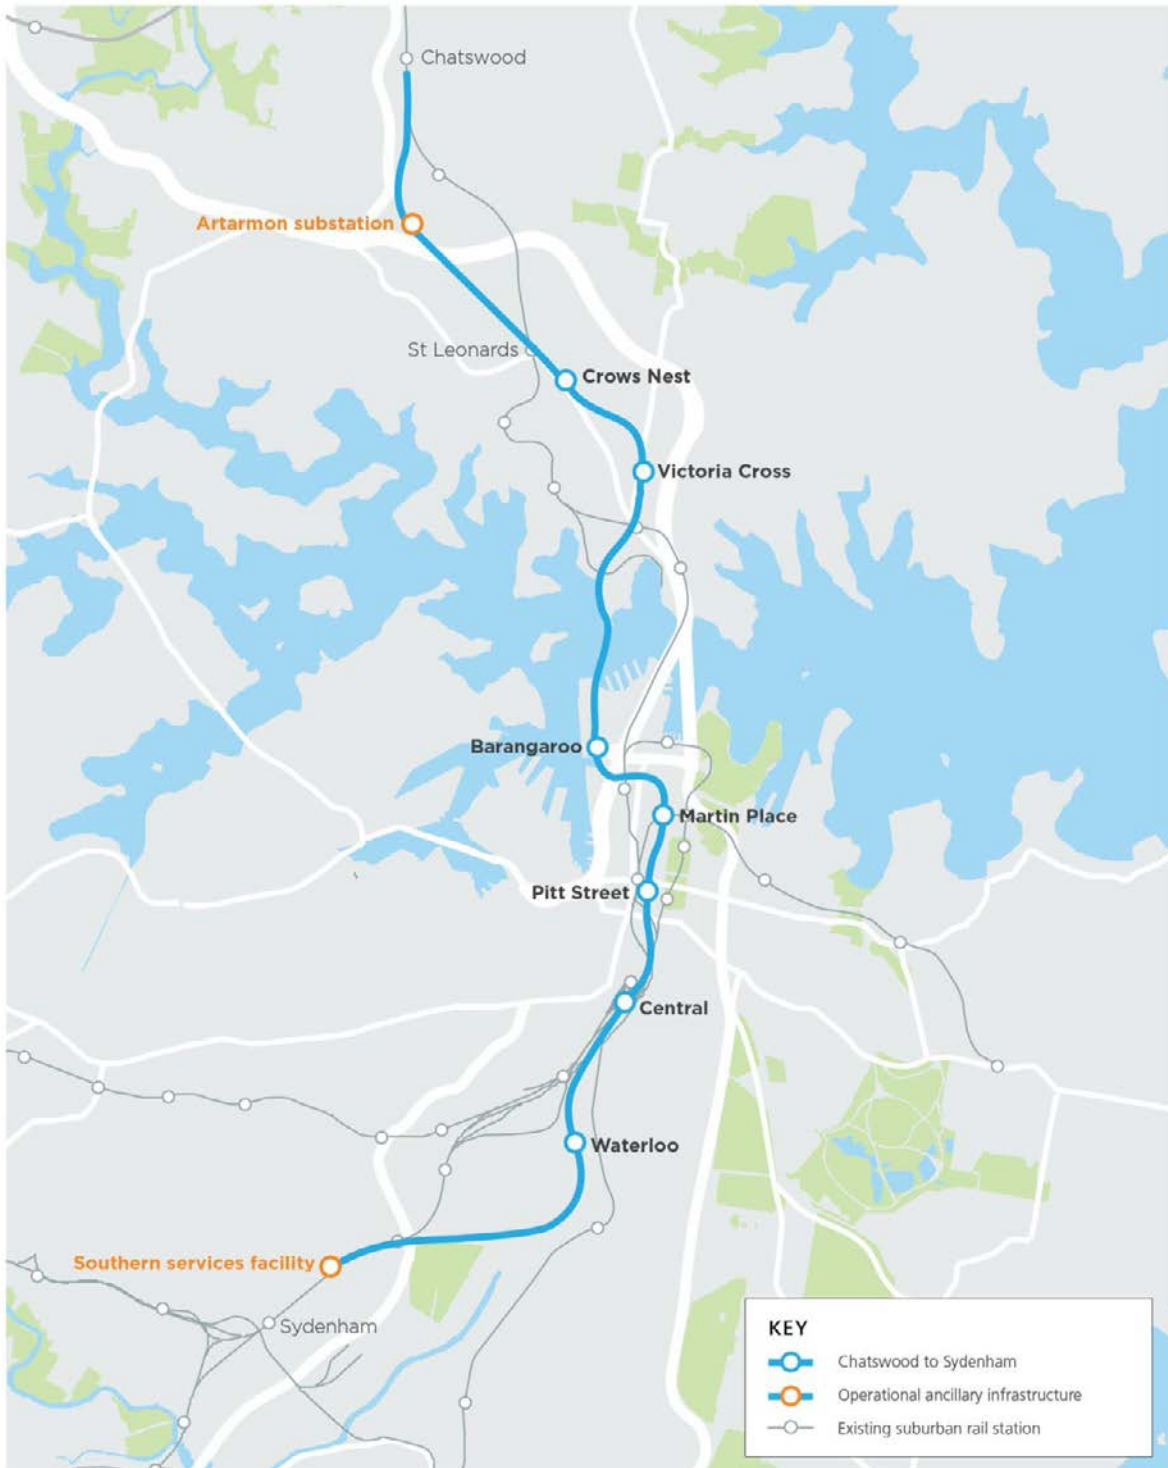 Chatswood
Artarmon substation
St Leonards
Crows Nest
Victoria Cross
Barangaroo
Martin Place
Pitt Street
Central
Waterloo
Southern services facility
Sydenham
KEY
Chatswood to Sydenham
Operational ancillary infrastructure
Existing suburban rail station